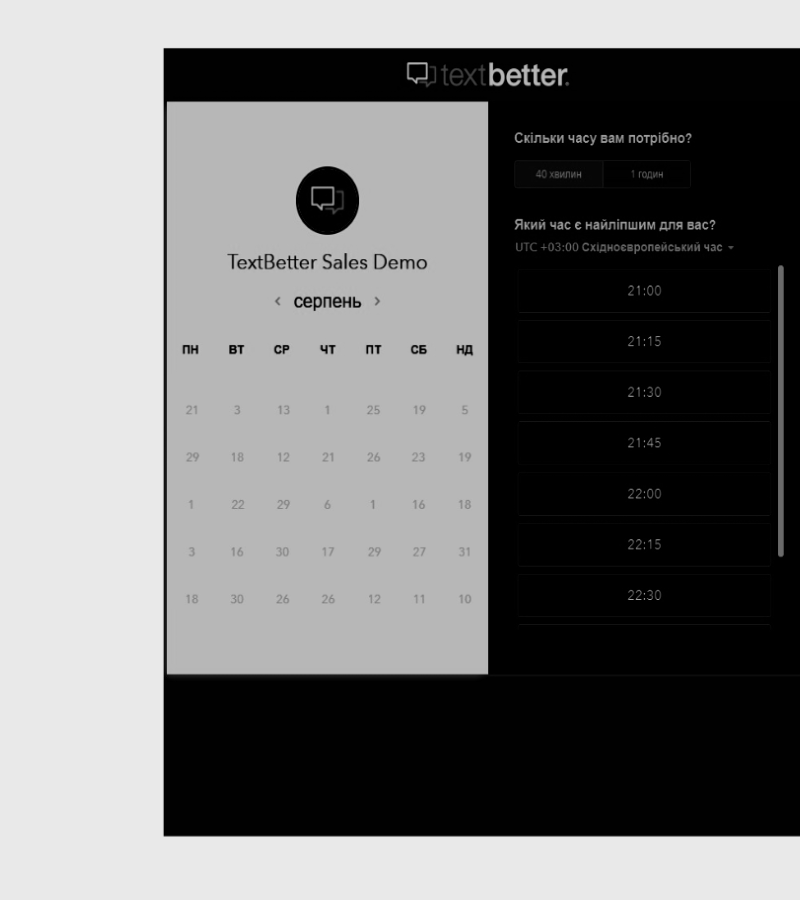 textbetter.
TextBetter Sales Demo
‹ серпень ›
ПН ВТ СР ЧТ ПТ СБ НД
21 3 13 1 25 19 5
29 18 12 21 26 23 19
1 22 29 6 1 16 18
3 16 30 17 29 27 31
18 30 26 26 12 11 10
Скільки часу вам потрібно?
40 хвилин 1 годин
Який час є найліпшим для вас?
UTC +03:00 Східноєвропейський час
21:00
21:15
21:30
21:45
22:00
22:15
22:30